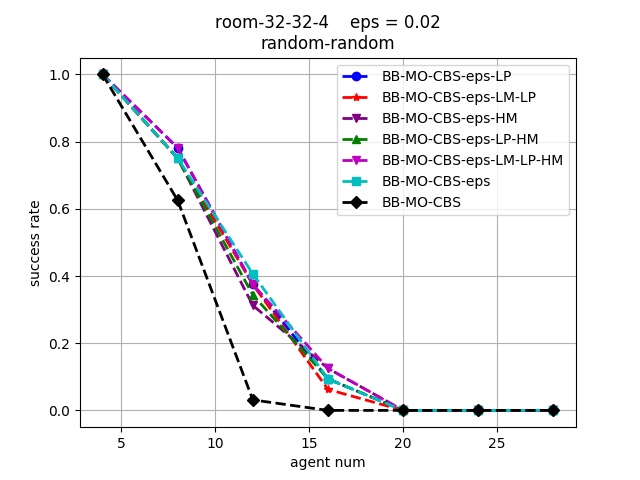 room-32-32-4    eps = 0.02
random-random
BB-MO-CBS-eps-LP
BB-MO-CBS-eps-LM-LP
BB-MO-CBS-eps-HM
BB-MO-CBS-eps-LP-HM
BB-MO-CBS-eps-LM-LP-HM
BB-MO-CBS-eps
BB-MO-CBS
success rate
1.0
0.8
0.6
0.4
0.2
0.0
5 10 15 20 25
agent num